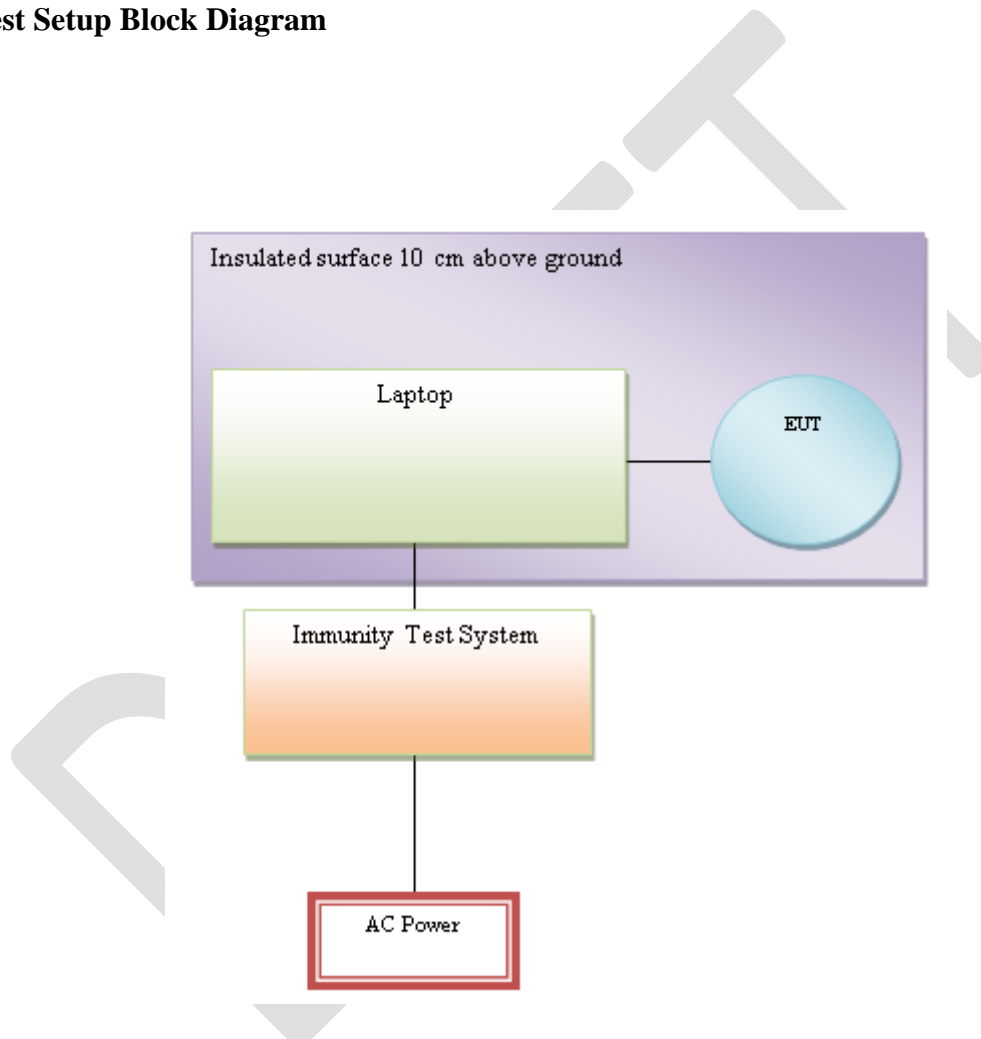 est Setup Block Diagram
Insulated surface 10 cm above ground
Laptop
EUT
Immunity Test System
AC Power